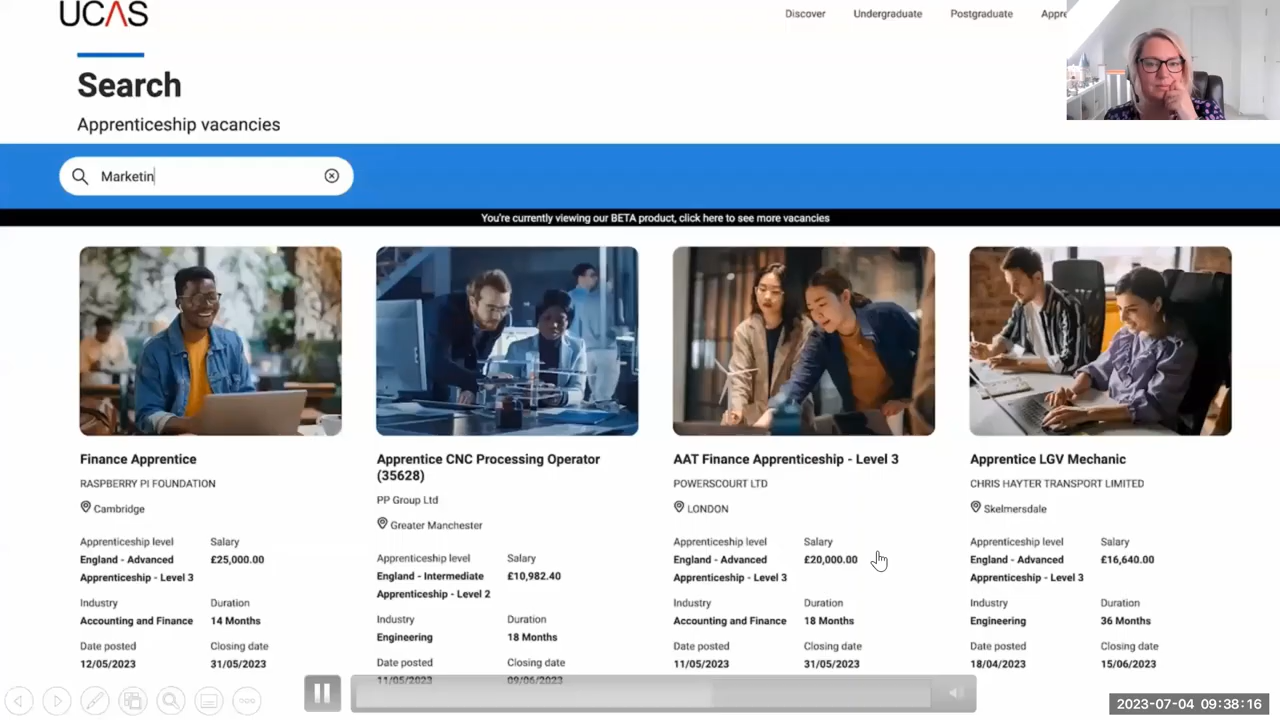 UCAS
Discover Undergraduate Postgraduate Appre
Search
Apprenticeship vacancies
Marketin
You're currently viewing our BETA product, click here to see more vacancies
Finance Apprentice
RASPBERRY PI FOUNDATION
Cambridge
Apprenticeship level Salary
England - Advanced £25,000.00
Apprenticeship - Level 3
Industry Duration
Accounting and Finance 14 Months
Date posted Closing date
12/05/2023 31/05/2023
Apprentice CNC Processing Operator
(35628)
PP Group Ltd
Greater Manchester
Apprenticeship level Salary
England - Intermediate £10,982.40
Apprenticeship - Level 2
Industry Duration
Engineering 18 Months
Date posted Closing date
11/05/2023 09/06/2023
AAT Finance Apprenticeship - Level 3
POWERSCOURT LTD
LONDON
Apprenticeship level Salary
England - Advanced £20,000.00
Apprenticeship - Level 3
Industry Duration
Accounting and Finance 18 Months
Date posted Closing date
11/05/2023 31/05/2023
Apprentice LGV Mechanic
CHRIS HAYTER TRANSPORT LIMITED
Skelmersdale
Apprenticeship level Salary
England - Advanced £16,640.00
Apprenticeship - Level 3
Industry Duration
Engineering 36 Months
Date posted Closing date
18/04/2023 15/06/2023
2023-07-04 09:38:16